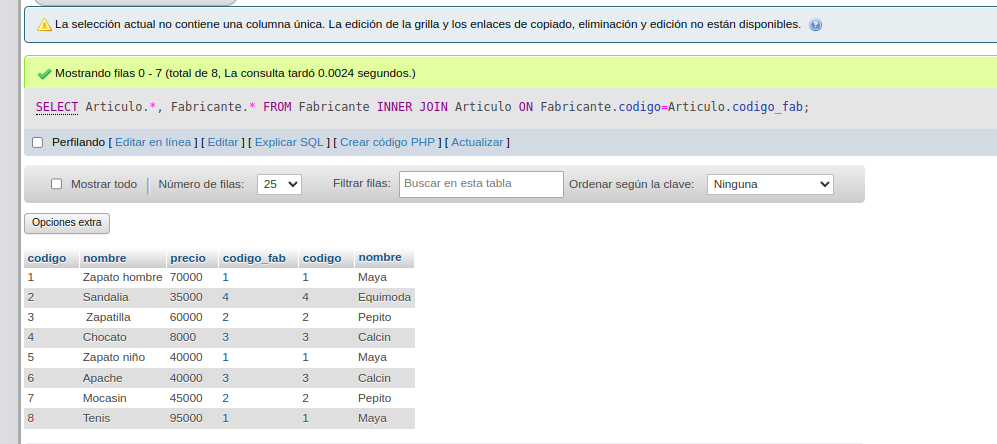 La selección actual no contiene una columna única. La edición de la grilla y los enlaces de copiado, eliminación y edición no están disponibles.
Mostrando filas 0 - 7 (total de 8, La consulta tardó 0.0024 segundos.)
SELECT Articulo.*, Fabricante.* FROM Fabricante INNER JOIN Articulo ON Fabricante.codigo=Articulo.codigo_fab;
Perfilando [ Editar en línea ] [ Editar ] [ Explicar SQL ] [ Crear código PHP ] [ Actualizar ]
Mostrar todo | Número de filas: 25 Filtrar filas: Buscar en esta tabla Ordenar según la clave: Ninguna
Opciones extra
codigo nombre precio codigo_fab codigo nombre
1 Zapato hombre 70000 1 1 Maya
2 Sandalia 35000 4 4 Equimoda
3 Zapatilla 60000 2 2 Pepito
4 Chocato 8000 3 3 Calcin
5 Zapato niño 40000 1 1 Maya
6 Apache 40000 3 3 Calcin
7 Mocasin 45000 2 2 Pepito
8 Tenis 95000 1 1 Maya